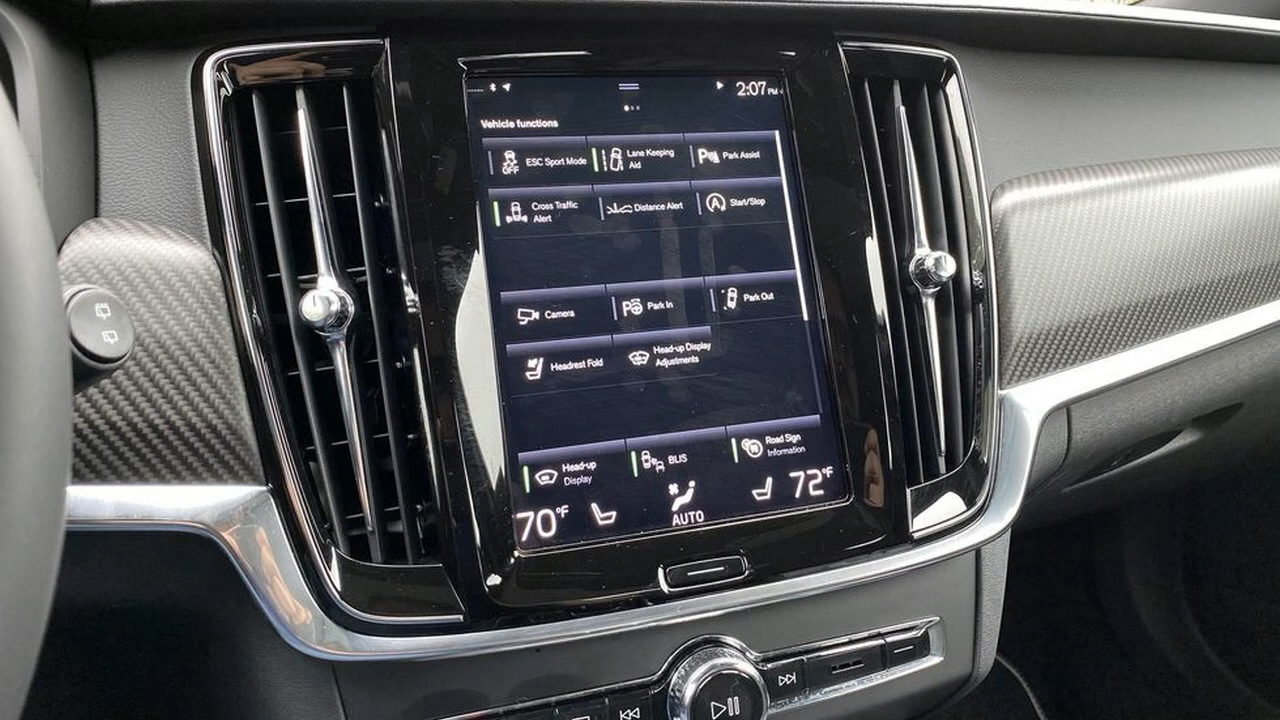 2:07 PM
Vehicle functions
OFF
ESC Sport Mode
Lane Keeping
Aid
Park Assist
Cross Traffic
Alert
Distance Alert
A
Start/Stop
Camera
Park In
Park Out
Headrest Fold
Head-up Display
Adjustments
Head-up
Display
BLIS
Road Sign
Information
70°F
AUTO
72°F